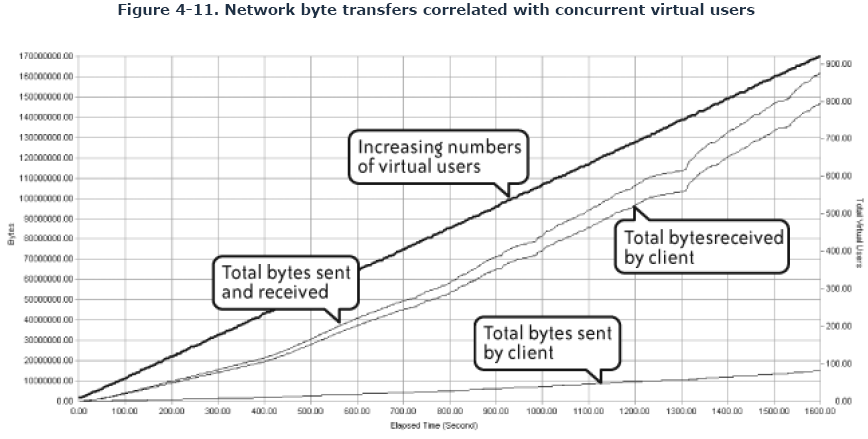 Figure 4-11. Network byte transfers correlated with concurrent virtual users
170000000.00
160000000.00
150000000.00
140000000.00
130000000.00
120000000.00
110000000.00
100000000.00
90000000.00
80000000.00
70000000.00
60000000.00
50000000.00
40000000.00
30000000.00
20000000.00
10000000.00
0.00
Bytes
Increasing numbers
of virtual users
Total bytes sent
and received
Total bytesreceived
by client
Total bytes sent
by client
900.00
800.00
700.00
600.00
500.00
400.00
300.00
200.00
100.00
0.00
Total Virtual Users
0.00 100.00 200.00 300.00 400.00 500.00 600.00 700.00 800.00 900.00 1000.00 1100.00 1200.00 1300.00 1400.00 1500.00 1600.00
Elapsed Time (Second)